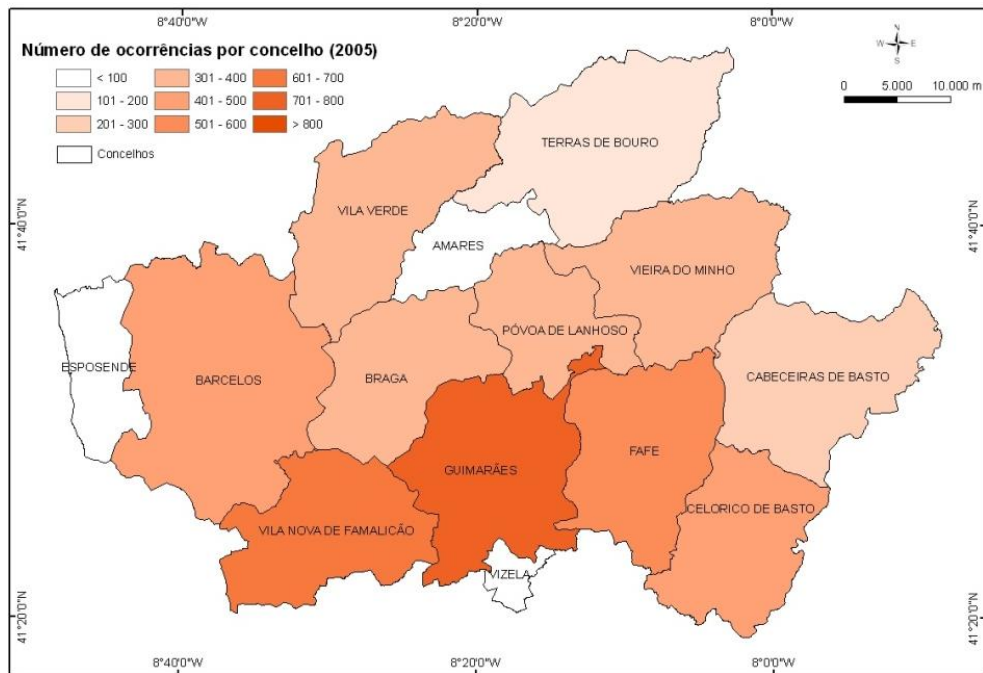 8°40'0"W 8°20'0"W 8°0'0"W
Número de ocorrências por concelho (2005)
< 100 301 - 400 601 - 700
101 - 200 401 - 500 701 - 800
201 - 300 501 - 600 > 800
Concelhos
N
W E
S
0 5.000 10.000 m
TERRAS DE BOURO
VILA VERDE
41°40'0"N 41°40'0"N
AMARES
VIEIRA DO MINHO
PÓVOA DE LANHOSO
ESPOSENDE
BARCELOS
BRAGA
CABECEIRAS DE BASTO
FAFE
GUIMARÃES
CELORICO DE BASTO
VILA NOVA DE FAMALICÃO
VIZELA
41°20'0"N 41°20'0"N
8°40'0"W 8°20'0"W 8°0'0"W